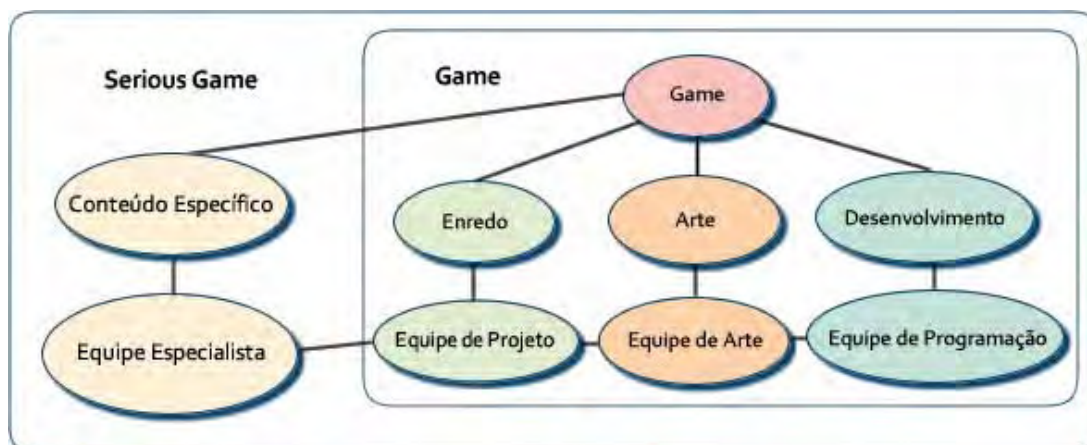 Serious Game
Game
Game
Conteúdo Específico
Enredo
Arte
Desenvolvimento
Equipe Especialista
Equipe de Projeto
Equipe de Arte
Equipe de Programação